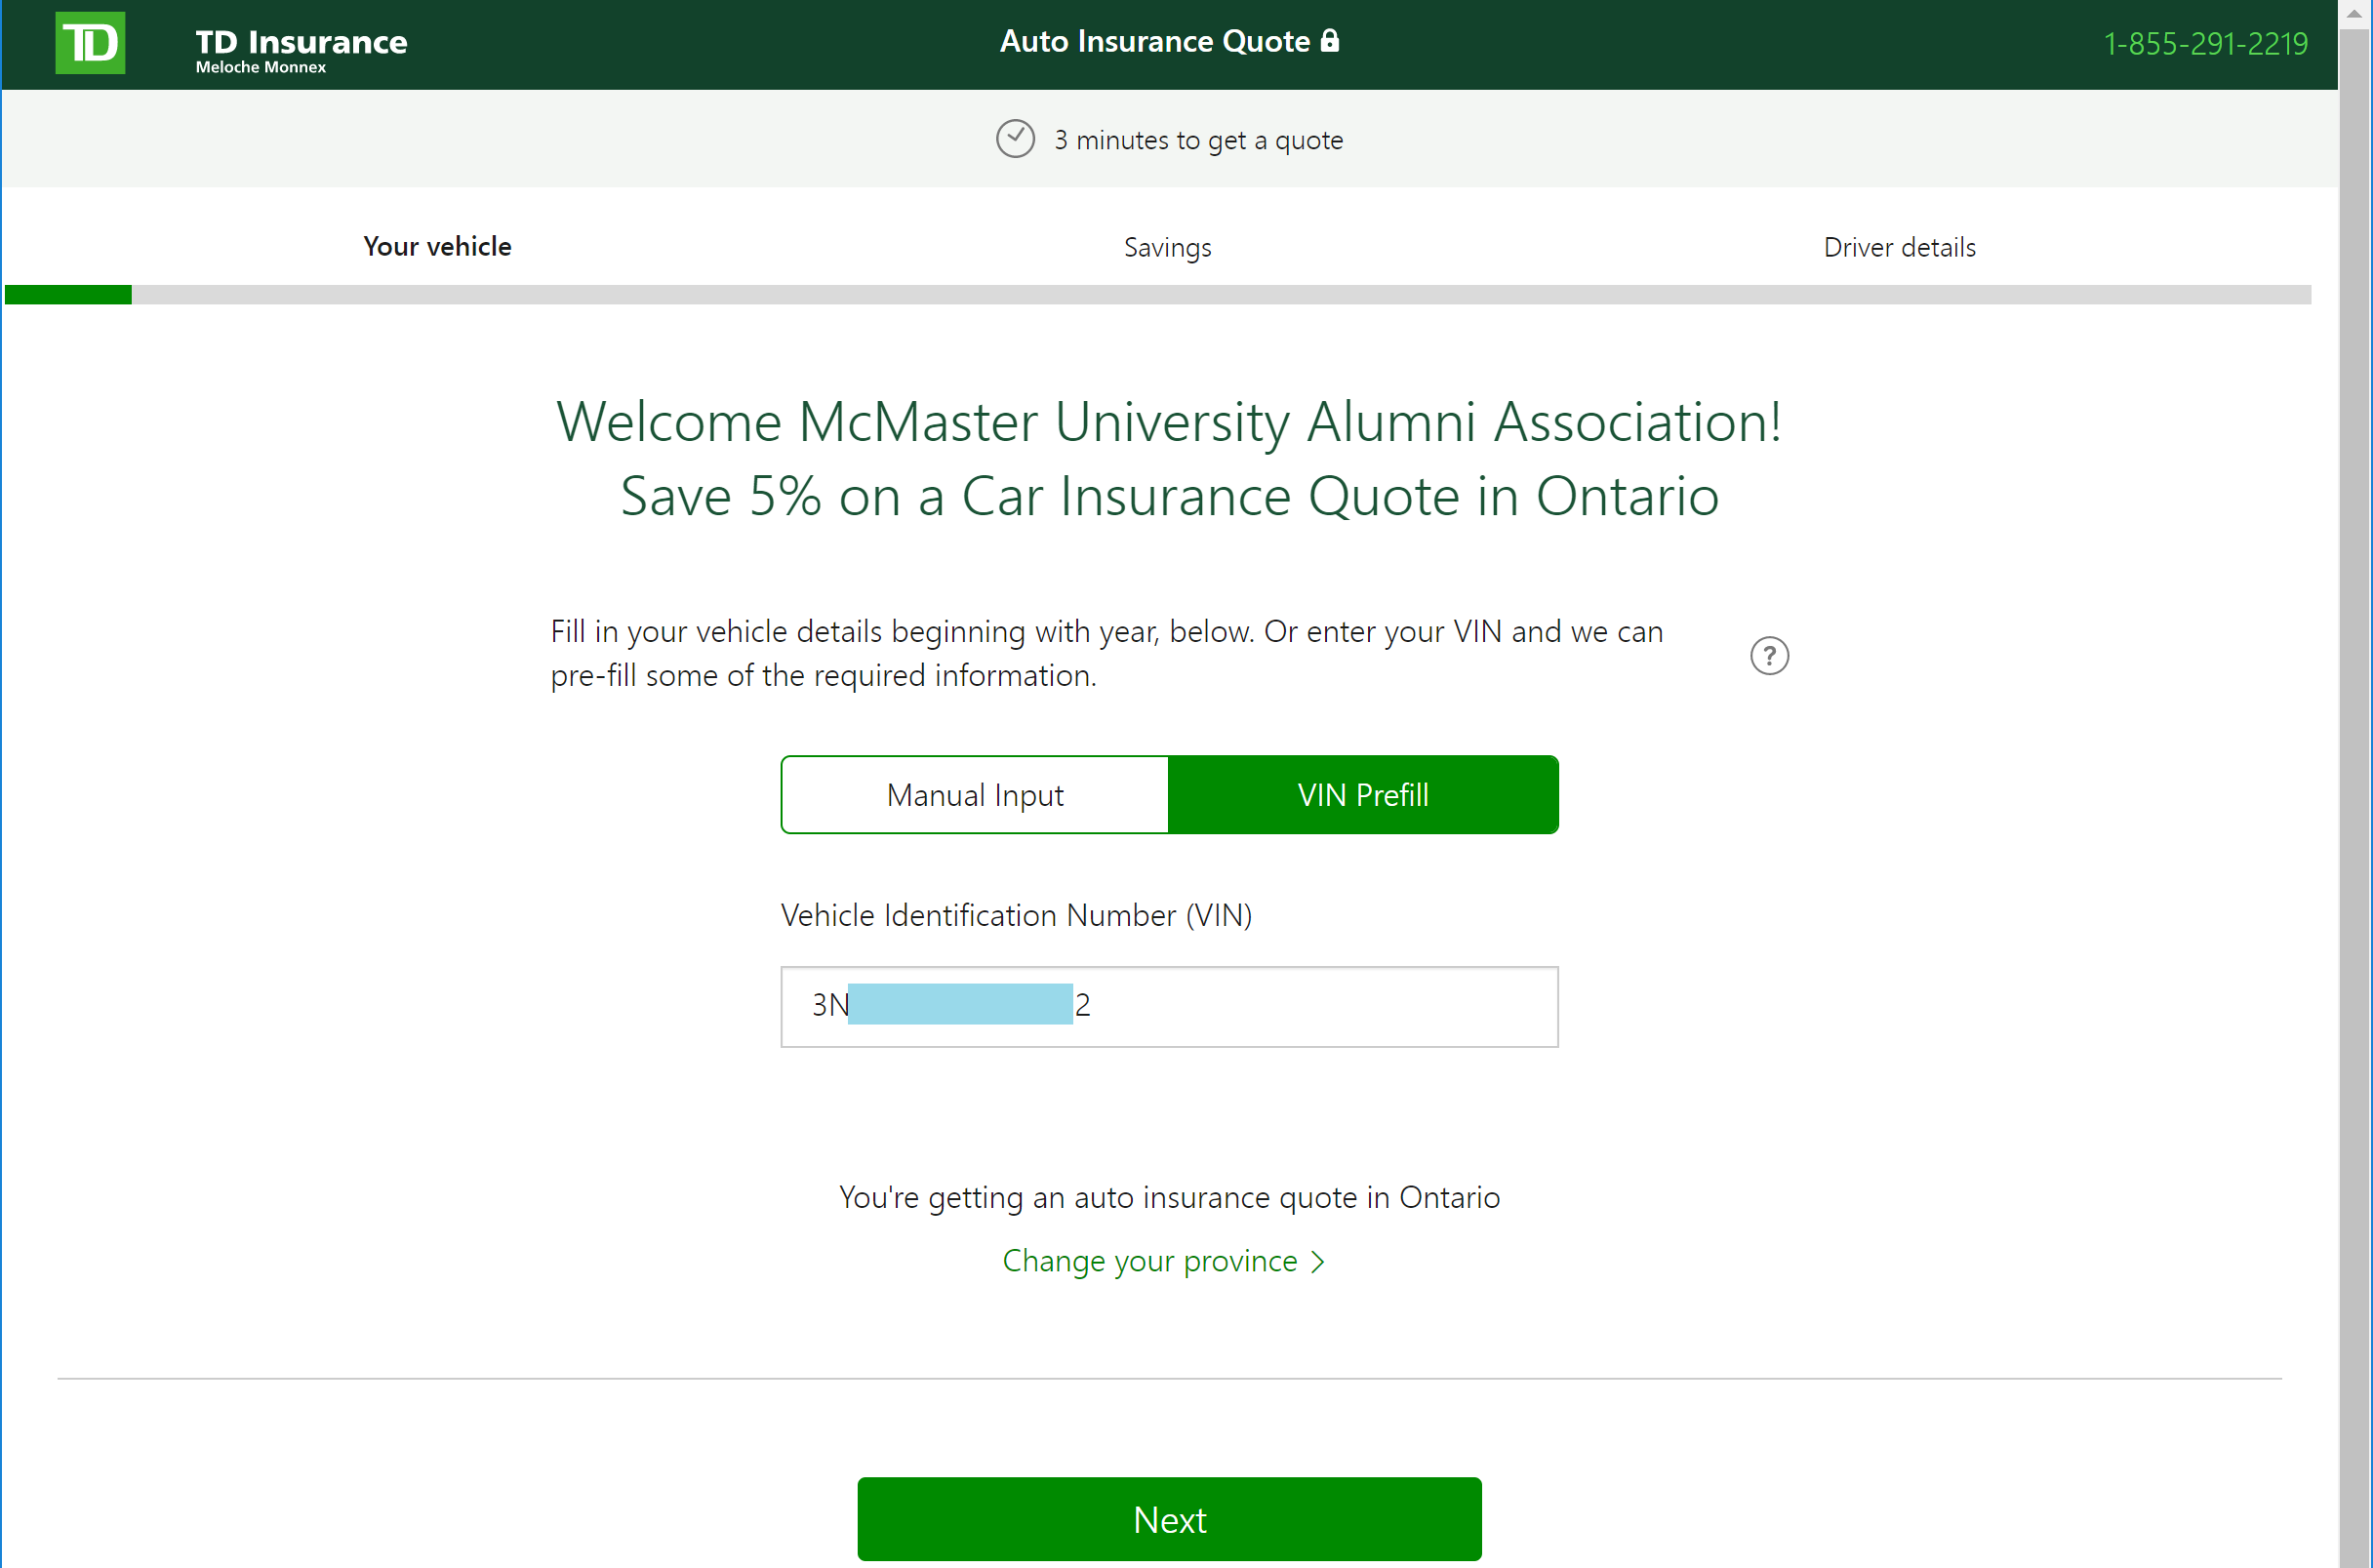 TD
TD Insurance
Meloche Monnex
Auto Insurance Quote
1-855-291-2219
3 minutes to get a quote
Your vehicle
Savings
Driver details
Welcome McMaster University Alumni Association!
Save 5% on a Car Insurance Quote in Ontario
Fill in your vehicle details beginning with year, below. Or enter your VIN and we can
pre-fill some of the required information.
?
Manual Input
VIN Prefill
Vehicle Identification Number (VIN)
3N 2
You're getting an auto insurance quote in Ontario
Change your province >
Next